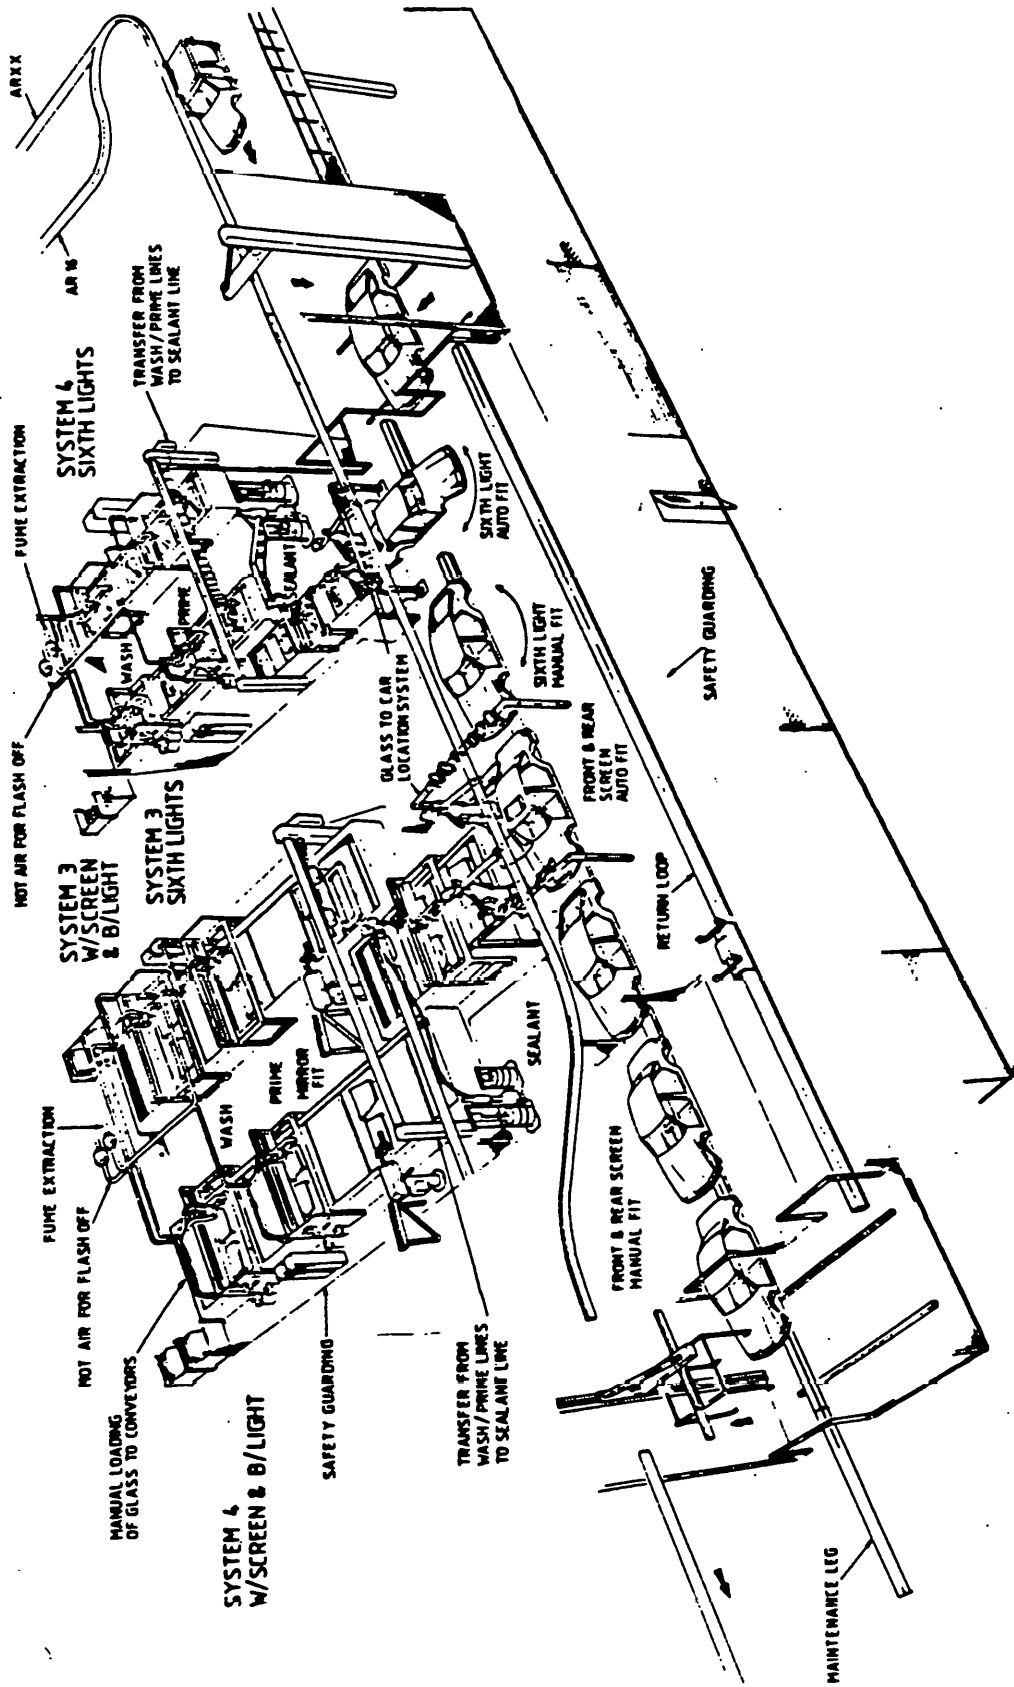 ARXX
AR 16
FUME EXTRACTION
HOT AIR FOR FLASH OFF
SYSTEM 4
SIXTH LIGHTS
TRANSFER FROM
WASH/PRIME LINES
TO SEALANT LINE
WASH
PRIME
SEALANT
SYSTEM 3
W/SCREEN
& B/LIGHT
SYSTEM 3
SIXTH LIGHTS
GLASS TO CAR
LOCATION SYSTEM
SIXTH LIGHT
AUTO FIT
SIXTH LIGHT
MANUAL FIT
FRONT & REAR
SCREEN
AUTO FIT
SAFETY GUARDING
RETURN LOOP
FUME EXTRACTION
HOT AIR FOR FLASH OFF
MANUAL LOADING
OF GLASS TO CONVEYORS
WASH
PRIME
MIRROR
FIT
SEALANT
FRONT & REAR SCREEN
MANUAL FIT
SYSTEM 4
W/SCREEN & B/LIGHT
SAFETY GUARDING
TRANSFER FROM
WASH/PRIME LINES
TO SEALANT LINE
MAINTENANCE LEG